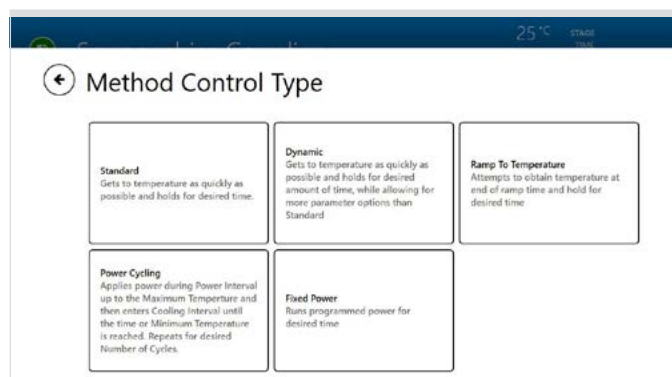 25 °C
STAGE
Method Control Type
Standard
Gets to temperature as quickly as
possible and holds for desired time.
Dynamic
Gets to temperature as quickly as
possible and holds for desired
amount of time, while allowing for
more parameter options than
Standard
Ramp To Temperature
Attempts to obtain temperature at
end of ramp time and hold for
desired time
Power Cycling
Applies power during Power Interval
up to the Maximum Temperture and
then enters Cooling Interval until
the time or Minimum Temperature
is reached. Repeats for desired
Number of Cycles.
Fixed Power
Runs programmed power for
desired time